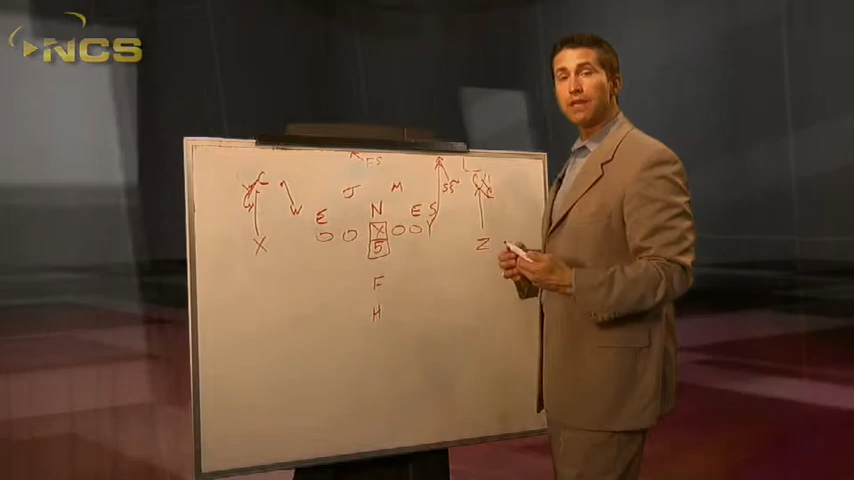 NCS
FS
J M
W SS
E N E S
O O X O O Y
X 5 Z
F
H